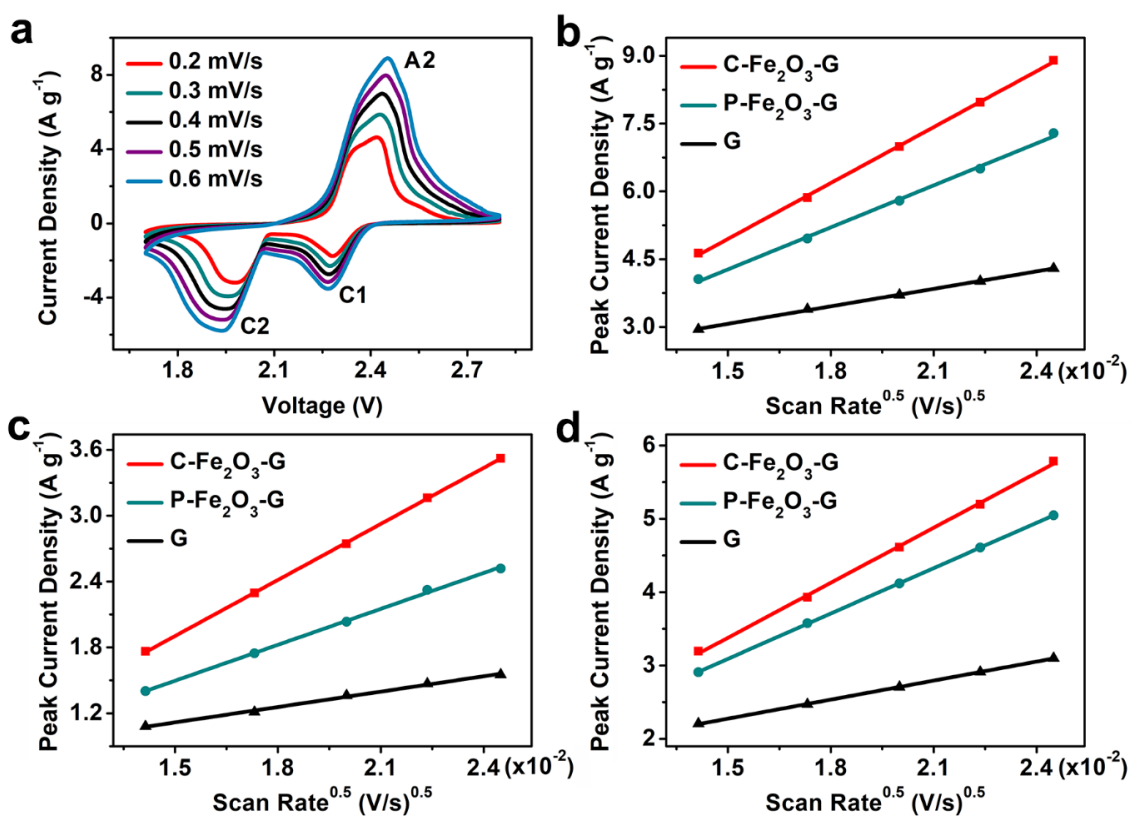 a
0.2 mV/s
0.3 mV/s
0.4 mV/s
0.5 mV/s
0.6 mV/s
A2
C1
C2
8
4
0
-4
1.8
2.1
2.4
2.7
Voltage (V)
Current Density (A g⁻¹)
b
C-Fe₂O₃-G
P-Fe₂O₃-G
G
9.0
7.5
6.0
4.5
3.0
1.5
1.8
2.1
2.4 (x10⁻²)
Scan Rate⁰·⁵ (V/s)⁰·⁵
Peak Current Density (A g⁻¹)
c
C-Fe₂O₃-G
P-Fe₂O₃-G
G
3.6
3.0
2.4
1.8
1.2
1.5
1.8
2.1
2.4 (x10⁻²)
Scan Rate⁰·⁵ (V/s)⁰·⁵
Peak Current Density (A g⁻¹)
d
C-Fe₂O₃-G
P-Fe₂O₃-G
G
6
5
4
3
2
1.5
1.8
2.1
2.4 (x10⁻²)
Scan Rate⁰·⁵ (V/s)⁰·⁵
Peak Current Density (A g⁻¹)